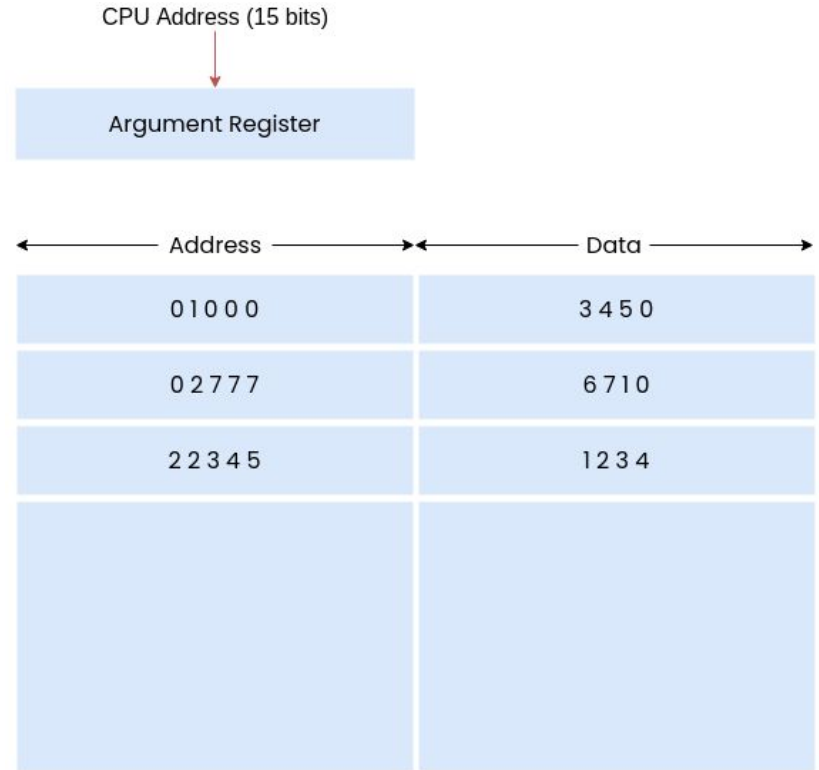 CPU Address (15 bits)
Argument Register
Address Data
0 1 0 0 0 3 4 5 0
0 2 7 7 7 6 7 1 0
2 2 3 4 5 1 2 3 4